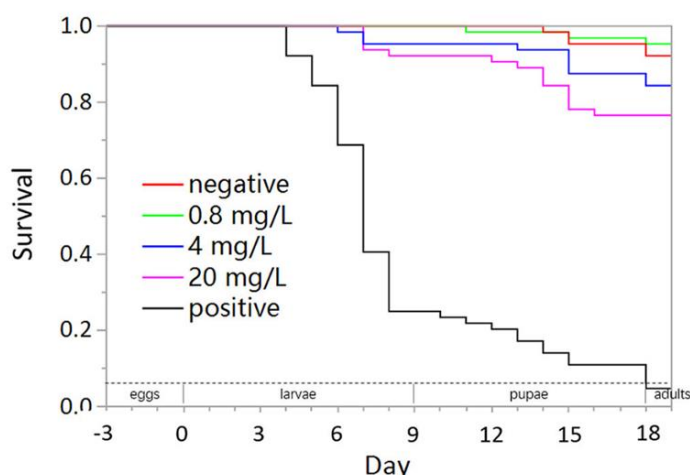 1.0
0.8
0.6
0.4
0.2
0.0
Survival
negative
0.8 mg/L
4 mg/L
20 mg/L
positive
eggs larvae pupae adults
-3 0 3 6 9 12 15 18
Day